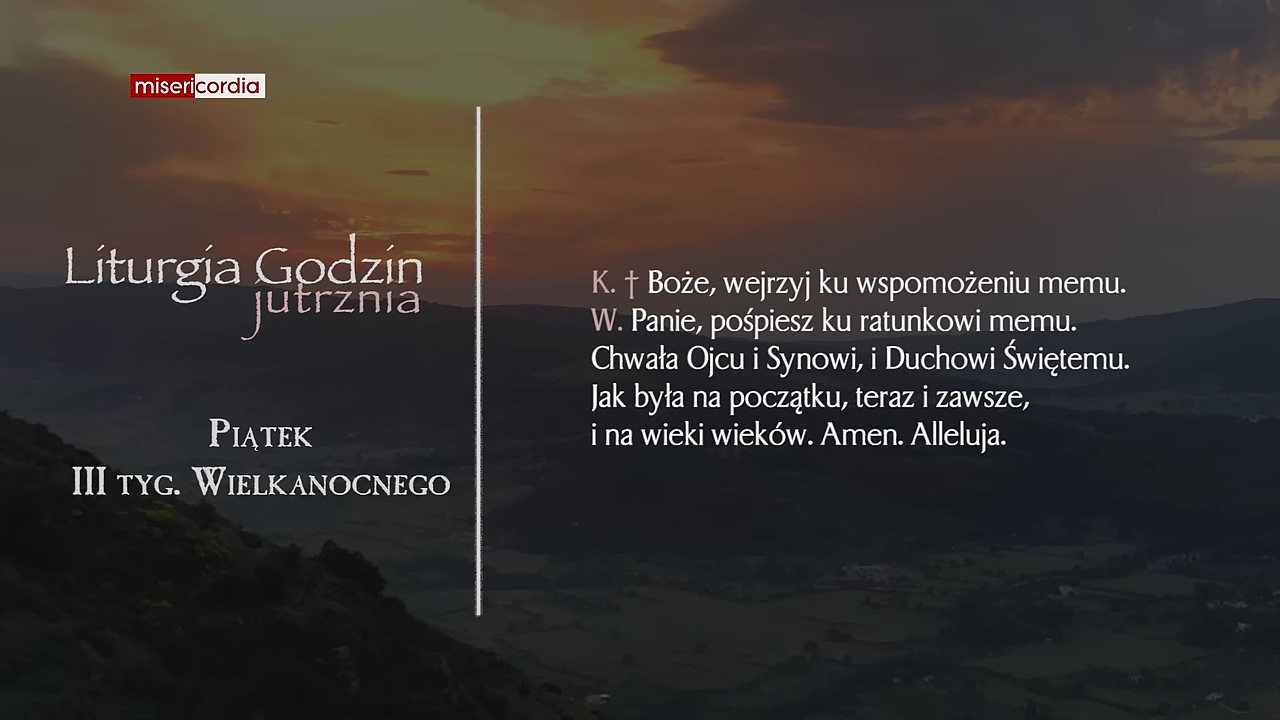 misericordia
Liturgia Godzin
jutrznia
Piątek
III tyg. Wielkanocnego
K. † Boże, wejrzyj ku wspomożeniu memu.
W. Panie, pośpiesz ku ratunkowi memu.
Chwała Ojcu i Synowi, i Duchowi Świętemu.
Jak była na początku, teraz i zawsze,
i na wieki wieków. Amen. Alleluja.